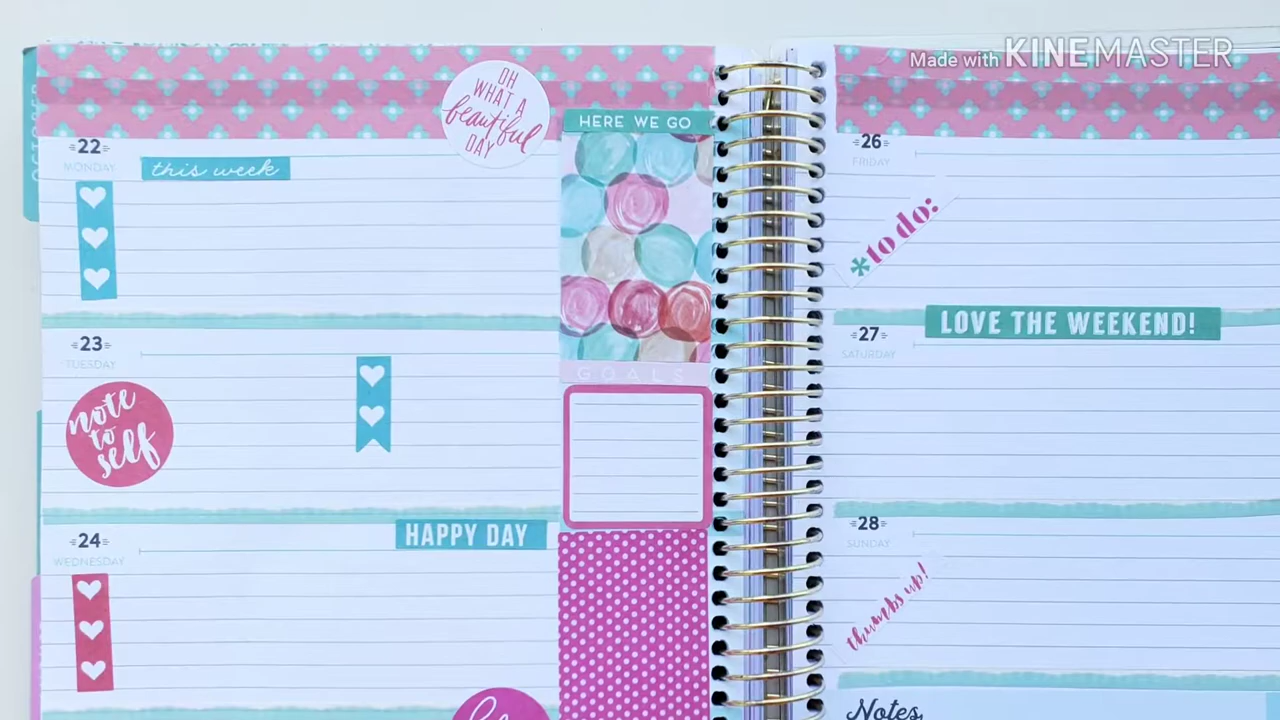 Made with KINEMASTER
OCTOBER
OH
WHAT A
beautiful
DAY
HERE WE GO
22
MONDAY
this week
23
TUESDAY
note
to
self
24
WEDNESDAY
HAPPY DAY
GOALS
26
FRIDAY
*to do:
LOVE THE WEEKEND!
27
SATURDAY
28
SUNDAY
thumbs up!
Notes